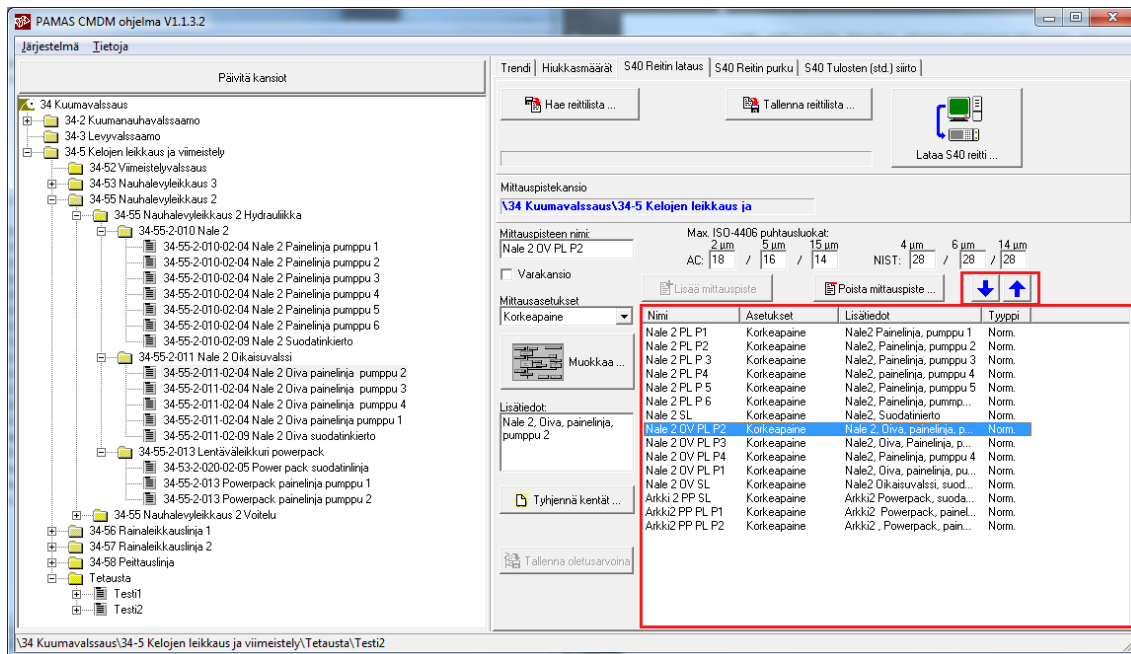 PAMAS CMDM ohjelma V1.1.3.2
Järjestelmä Tietoja
Päivitä kansiot
34 Kuumavalssaus
34-2 Kuumanauhavalssaamo
34-3 Levyvalssaamo
34-5 Kelojen leikkaus ja viimeistely
34-52 Viimeistelyvalssaus
34-53 Nauhalevyleikkaus 3
34-55 Nauhalevyleikkaus 2
34-55 Nauhalevyleikkaus 2 Hydrauliikka
34-55-2-010 Nale 2
34-55-2-010-02-04 Nale 2 Painelinja pumppu 1
34-55-2-010-02-04 Nale 2 Painelinja pumppu 2
34-55-2-010-02-04 Nale 2 Painelinja pumppu 3
34-55-2-010-02-04 Nale 2 Painelinja pumppu 4
34-55-2-010-02-04 Nale 2 Painelinja pumppu 5
34-55-2-010-02-04 Nale 2 Painelinja pumppu 6
34-55-2-010-02-09 Nale 2 Suodatinkierto
34-55-2-011 Nale 2 Oikaisuvalssi
34-55-2-011-02-04 Nale 2 Oiva painelinja pumppu 2
34-55-2-011-02-04 Nale 2 Oiva painelinja pumppu 3
34-55-2-011-02-04 Nale 2 Oiva painelinja pumppu 4
34-55-2-011-02-04 Nale 2 Oiva painelinja pumppu 1
34-55-2-011-02-09 Nale 2 Oiva suodatinkierto
34-55-2-013 Lentäväleikkuri powerpack
34-53-2-020-02-05 Power pack suodatinlinja
34-55-2-013 Powerpack painelinja pumppu 1
34-55-2-013 Powerpack painelinja pumppu 2
34-55 Nauhalevyleikkaus 2 Voitelu
34-56 Rainaleikkauslinja 1
34-57 Rainaleikkauslinja 2
34-58 Peittauslinja
Tetausta
Testi1
Testi2
Trendi Hiukkasmäärät S40 Reitin lataus S40 Reitin purku S40 Tulosten (std.) siirto
Hae reittilista ... Tallenna reittilista ...
Lataa S40 reitti ...
Mittauspistekansio
\34 Kuumavalssaus\34-5 Kelojen leikkaus ja
Mittauspisteen nimi: Max. ISO-4406 puhtausluokat:
2 µm 5 µm 15 µm 4 µm 6 µm 14 µm
Nale 2 OV PL P2 AC: 18 / 16 / 14 NIST: 28 / 28 / 28
Varakansio
Lisää mittauspiste Poista mittauspiste ...
Mittausasetukset
Korkeapaine
Muokkaa ...
Lisätiedot:
Nale 2, Oiva, painelinja,
pumppu 2
Tyhjennä kentät ...
Tallenna oletusarvoina
Nimi Asetukset Lisätiedot Tyyppi
Nale 2 PL P1 Korkeapaine Nale2 Painelinja, pumppu 1 Norm.
Nale 2 PL P2 Korkeapaine Nale2, Painelinja, pumppu 2 Norm.
Nale 2 PL P 3 Korkeapaine Nale2, Painelinja, pumppu 3 Norm.
Nale 2 PL P4 Korkeapaine Nale2, painelinja, pumppu 4 Norm.
Nale 2 PL P 5 Korkeapaine Nale2, Painelinja, pumppu 5 Norm.
Nale 2 PL P 6 Korkeapaine Nale2, Painelinja, pummp... Norm.
Nale 2 SL Korkeapaine Nale2, Suodatinierto Norm.
Nale 2 OV PL P2 Korkeapaine Nale 2, Oiva, painelinja, p... Norm.
Nale 2 OV PL P3 Korkeapaine Nale2, Oiva, Painelinja, p... Norm.
Nale 2 OV PL P4 Korkeapaine Nale2, Painelinja, pumppu 4 Norm.
Nale 2 OV PL P1 Korkeapaine Nale2, Oiva, painelinja, pu... Norm.
Nale 2 OV SL Korkeapaine Nale2 Oikaisuvalssi, suod... Norm.
Arkki 2 PP SL Korkeapaine Arkki2 Powerpack, suoda... Norm.
Arkki2 PP PL P1 Korkeapaine Arkki2 Powerpack, painel... Norm.
Arkki2 PP PL P2 Korkeapaine Arkki2 , Powerpack, pain... Norm.
\34 Kuumavalssaus\34-5 Kelojen leikkaus ja viimeistely\Tetausta\Testi2